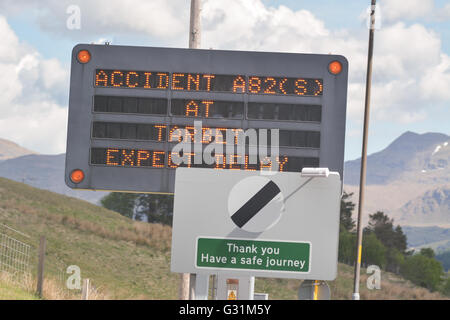 ACCIDENT A82(S)
AT
TARBET
EXPECT DELAY
Thank you
Have a safe journey